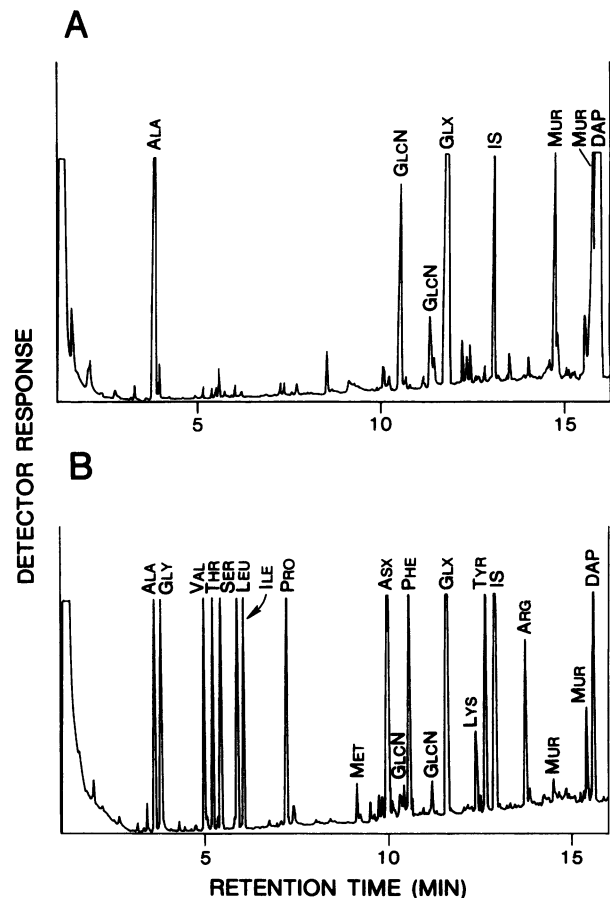 A
ALA
GLCN
GLCN
GLX
IS
MUR
MUR
DAP
5
10
15
DETECTOR RESPONSE
B
ALA
GLY
VAL
THR
SER
LEU
ILE
PRO
MET
ASX
GLCN
PHE
GLCN
GLX
LYS
TYR
IS
ARG
MUR
MUR
DAP
5
10
15
RETENTION TIME (MIN)